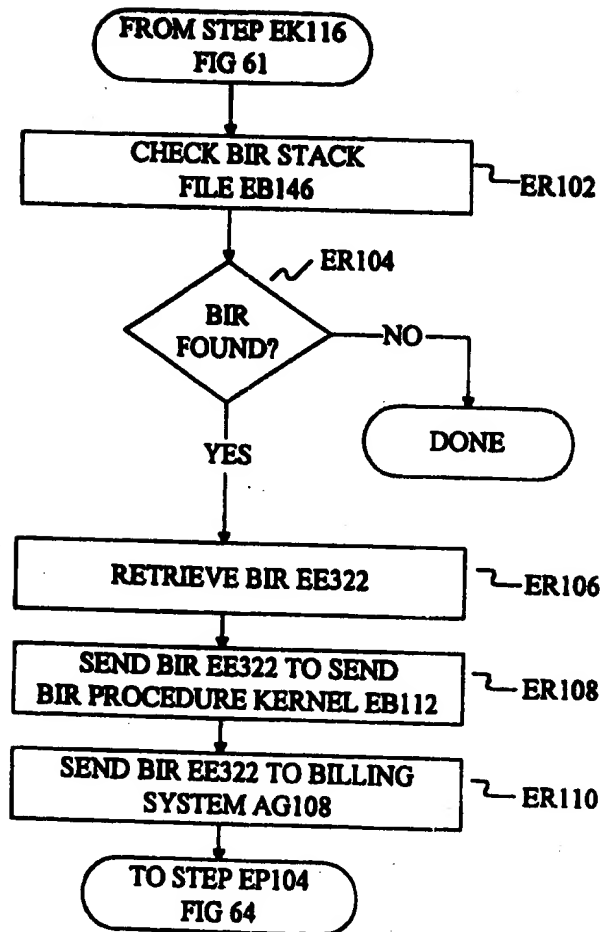 FROM STEP EK116
FIG 61
CHECK BIR STACK
FILE EB146
ER102
ER104
BIR
FOUND?
NO
DONE
YES
RETRIEVE BIR EE322
ER106
SEND BIR EE322 TO SEND
BIR PROCEDURE KERNEL EB112
ER108
SEND BIR EE322 TO BILLING
SYSTEM AG108
ER110
TO STEP EP104
FIG 64